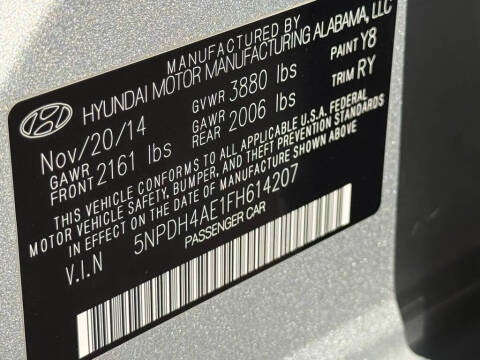 MANUFACTURED BY
HYUNDAI MOTOR MANUFACTURING ALABAMA, LLC
Nov/20/14 GVWR 3880 lbs PAINT Y8
GAWR FRONT 2161 lbs GAWR REAR 2006 lbs TRIM RY
THIS VEHICLE CONFORMS TO ALL APPLICABLE U.S.A. FEDERAL
MOTOR VEHICLE SAFETY, BUMPER, AND THEFT PREVENTION STANDARDS
IN EFFECT ON THE DATE OF MANUFACTURE SHOWN ABOVE
V.I.N 5NPDH4AE1FH614207
PASSENGER CAR